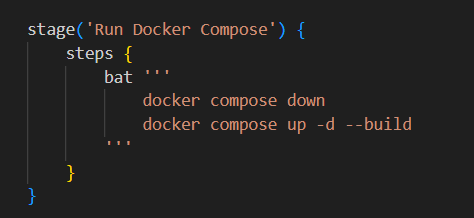 stage('Run Docker Compose') {
    steps {
        bat '''
            docker compose down
            docker compose up -d --build
        '''
    }
}